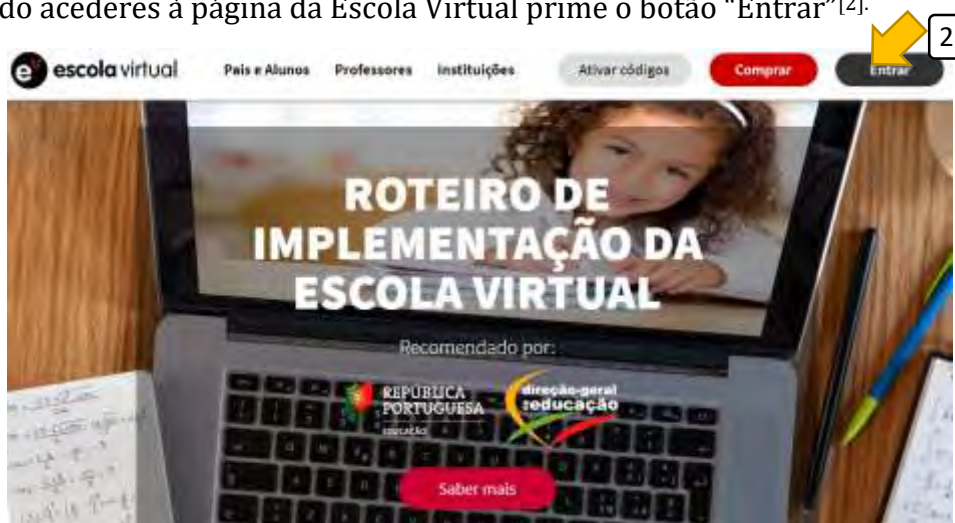 do acederes à página da Escola Virtual prime o botão "Entrar"[2].
2
escola virtual
Pais e Alunos Professores Instituições Ativar códigos Comprar Entrar
ROTEIRO DE
IMPLEMENTAÇÃO DA
ESCOLA VIRTUAL
Recomendado por:
REPÚBLICA
PORTUGUESA
EDUCAÇÃO
direção-geral
educação
Saber mais